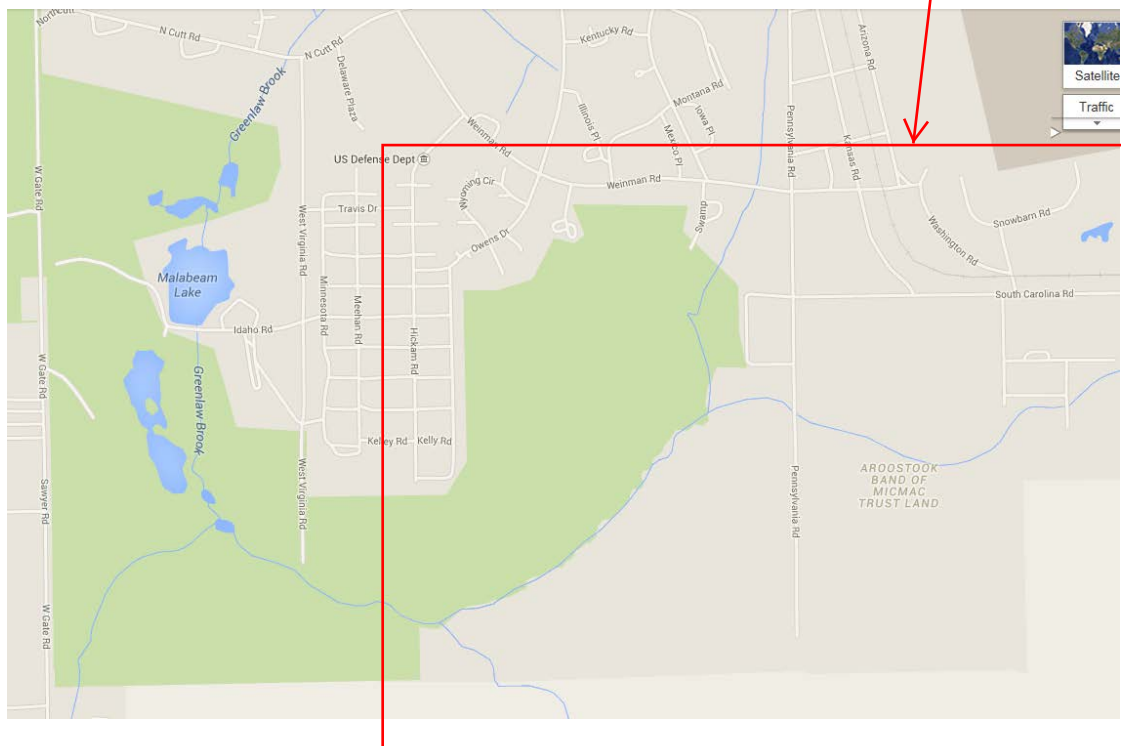 Northcutt
N Cutt Rd
N Cutt Rd
Kentucky Rd
Arizona Rd
Satellite
Traffic
Greenlaw Brook
Delaware Plaza
Montana Rd
Illinois Pl
Iowa Pl
Mexico Pl
Pennsylvania Rd
Kansas Rd
US Defense Dept
Weinman Rd
Weinman Rd
W Gate Rd
Wyoming Cir
Travis Dr
West Virginia Rd
Swamp
Snowbarn Rd
Washington Rd
Owens Dr
Malabeam
Lake
Minnesota Rd
Meehan Rd
Hickam Rd
South Carolina Rd
Idaho Rd
W Gate Rd
Greenlaw Brook
Kelley Rd
Kelly Rd
AROOSTOOK
BAND OF
MICMAC
TRUST LAND
Sawyer Rd
West Virginia Rd
Pennsylvania Rd
W Gate Rd